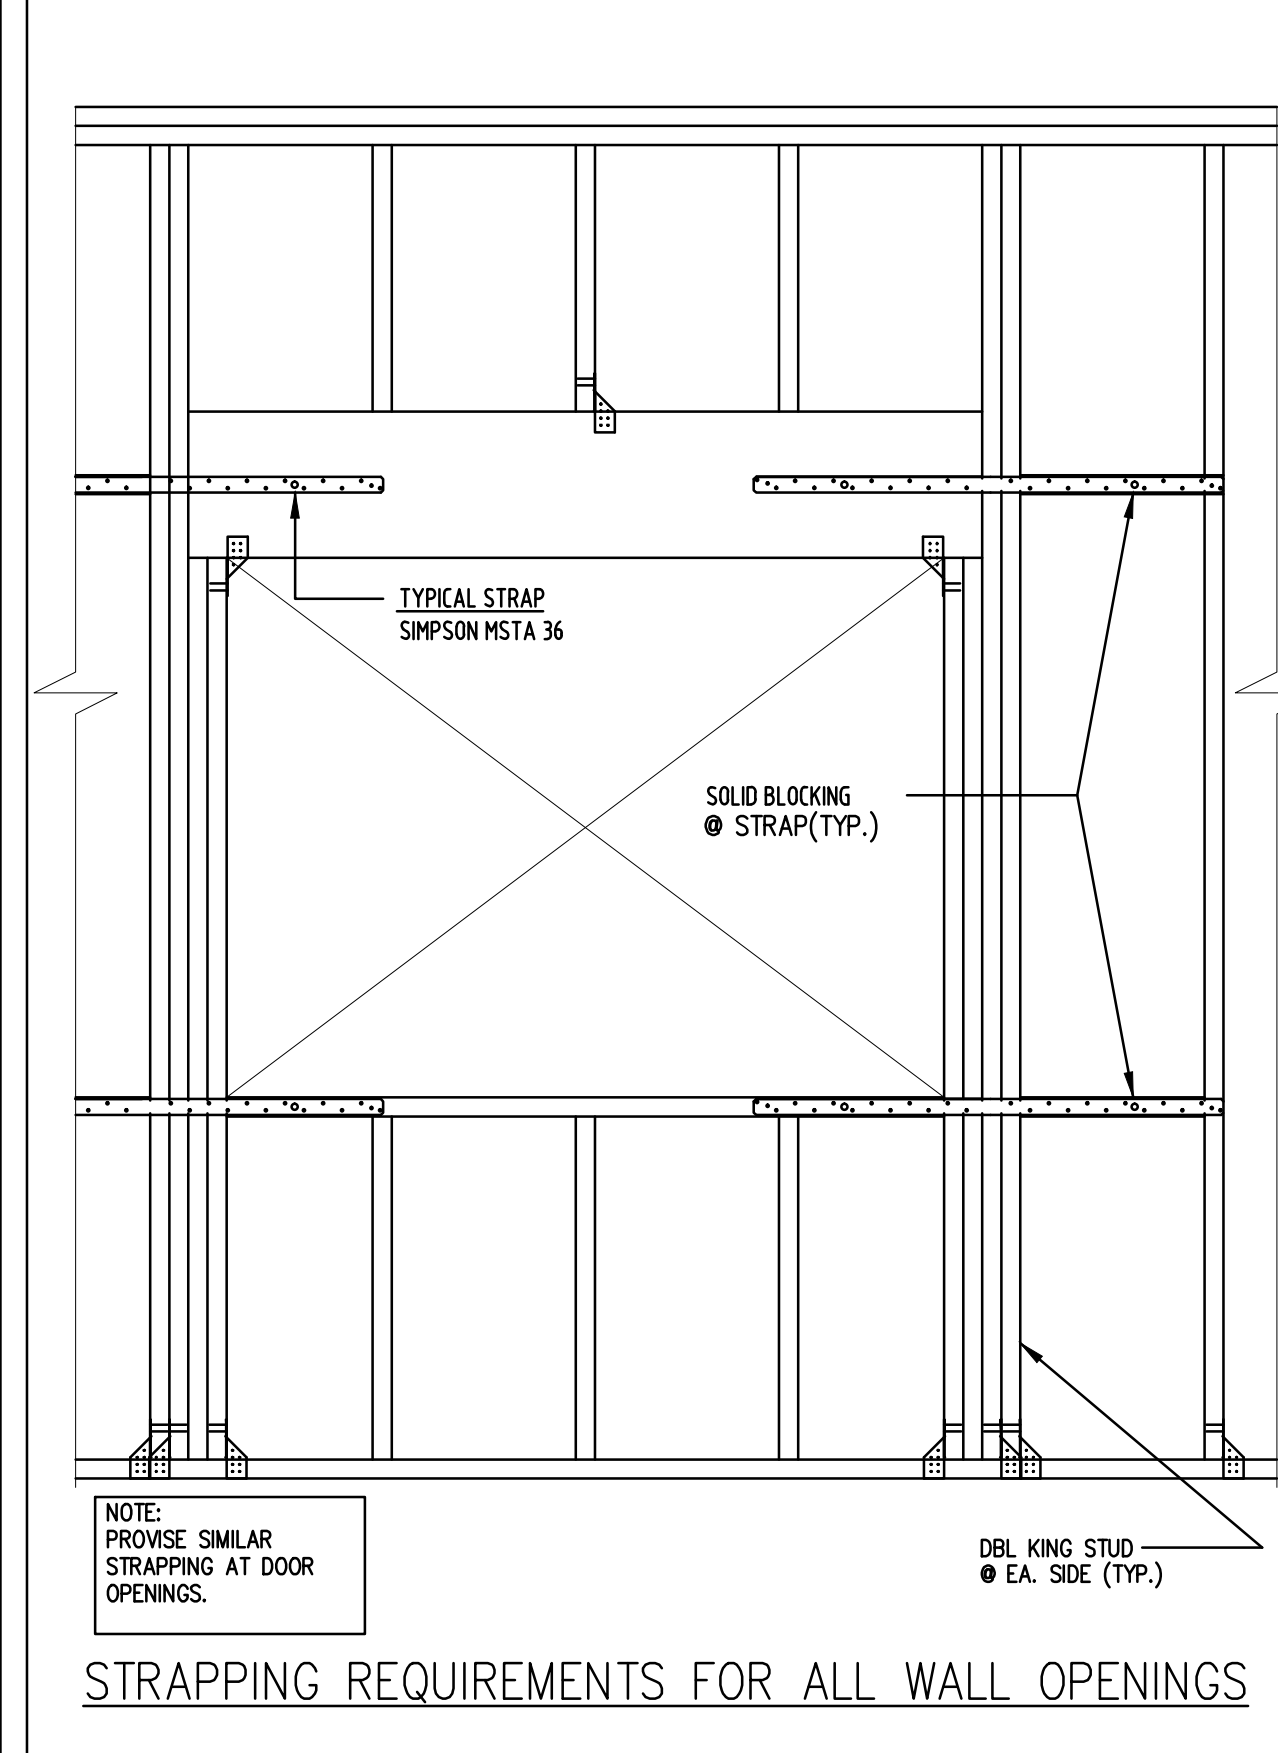 TYPICAL STRAP
SIMPSON MSTA 36
SOLID BLOCKING
@ STRAP(TYP.)
NOTE:
PROVISE SIMILAR
STRAPPING AT DOOR
OPENINGS.
DBL KING STUD
@ EA. SIDE (TYP.)
STRAPPING REQUIREMENTS FOR ALL WALL OPENINGS